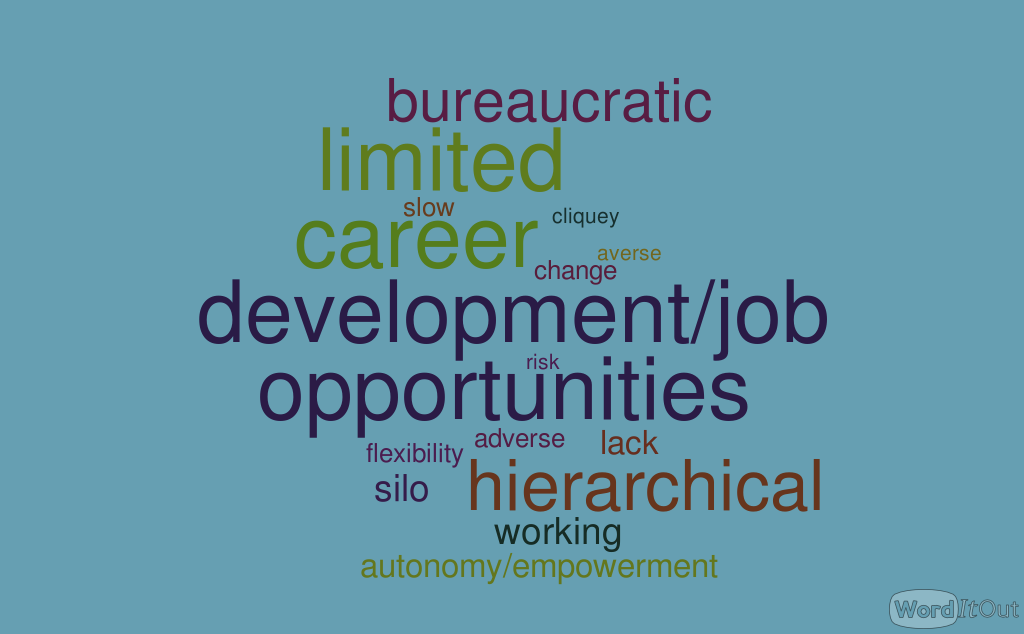 bureaucratic
limited
slow
cliquey
career
averse
change
development/job
risk
opportunities
adverse
lack
flexibility
silo
hierarchical
working
autonomy/empowerment
WordItOut